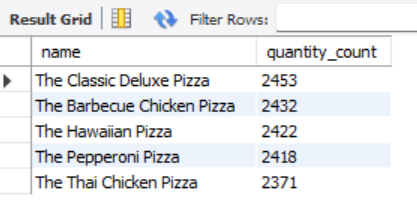 Result Grid Filter Rows:
name quantity_count
The Classic Deluxe Pizza 2453
The Barbecue Chicken Pizza 2432
The Hawaiian Pizza 2422
The Pepperoni Pizza 2418
The Thai Chicken Pizza 2371